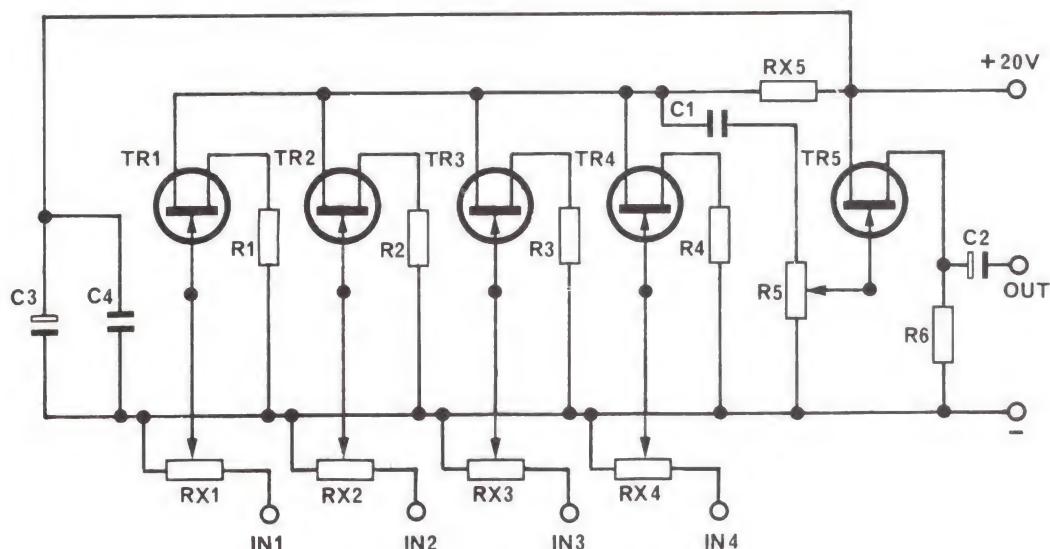 +20V
RX5
C1
TR1
TR2
TR3
TR4
TR5
R1
R2
R3
R4
R5
C2
OUT
C3
C4
R6
-
RX1
RX2
RX3
RX4
IN1
IN2
IN3
IN4